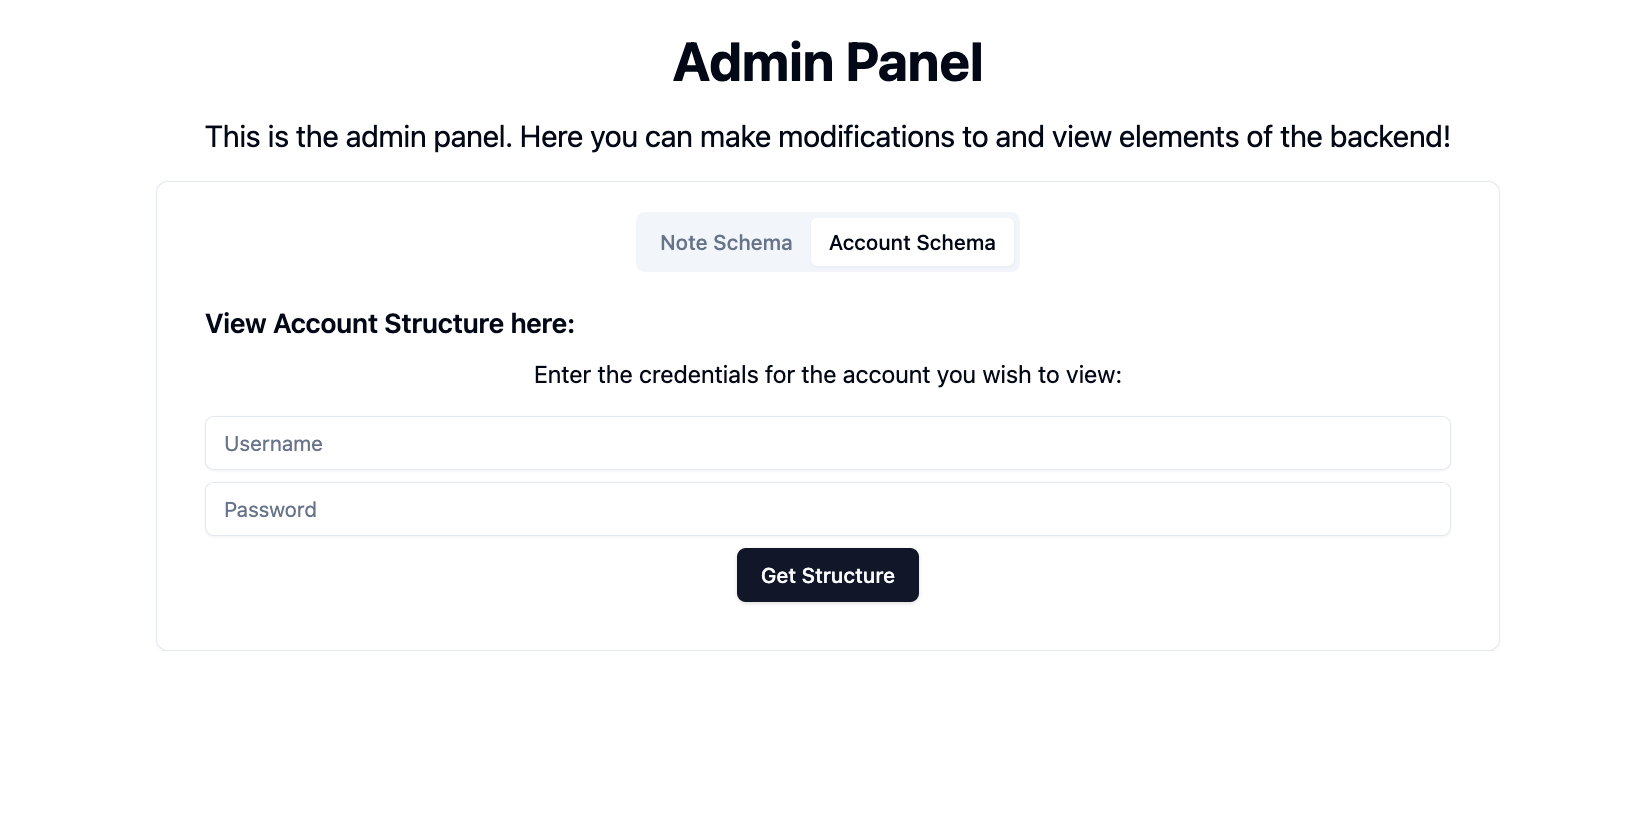 Admin Panel
This is the admin panel. Here you can make modifications to and view elements of the backend!
Note Schema
Account Schema
View Account Structure here:
Enter the credentials for the account you wish to view:
Username
Password
Get Structure